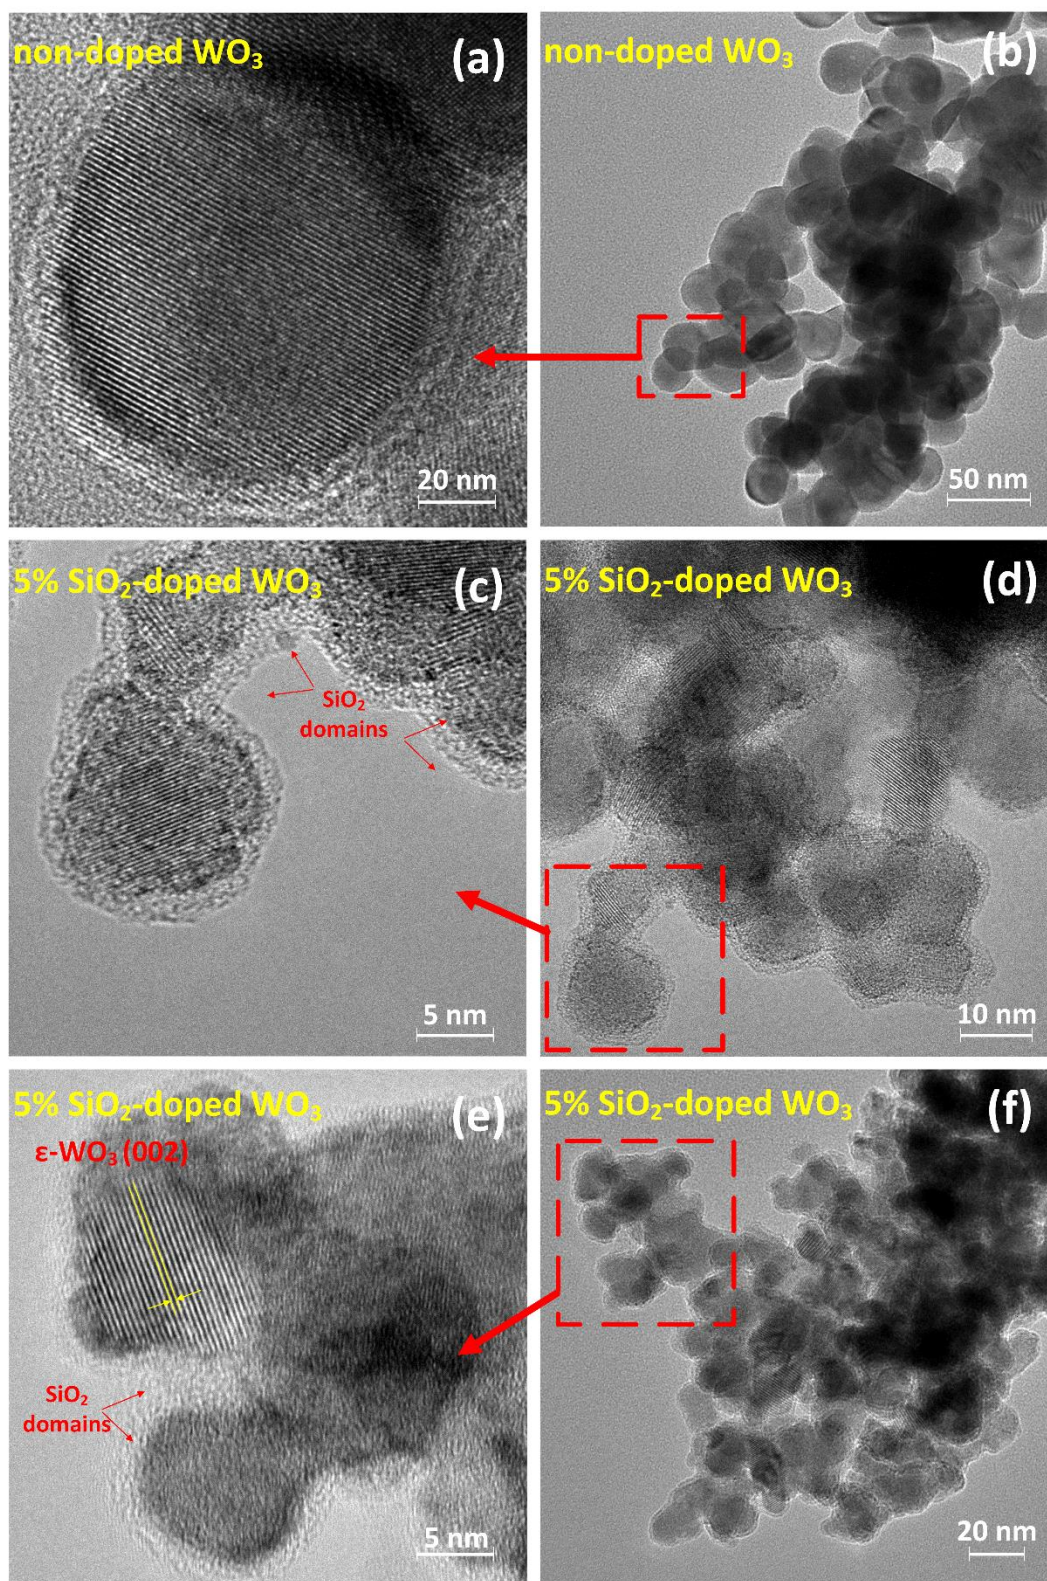 non-doped WO₃ (a)
20 nm
non-doped WO₃ (b)
50 nm
5% SiO₂-doped WO₃ (c)
SiO₂
domains
5 nm
5% SiO₂-doped WO₃ (d)
10 nm
5% SiO₂-doped WO₃ (e)
ε-WO₃ (002)
SiO₂
domains
5 nm
5% SiO₂-doped WO₃ (f)
20 nm